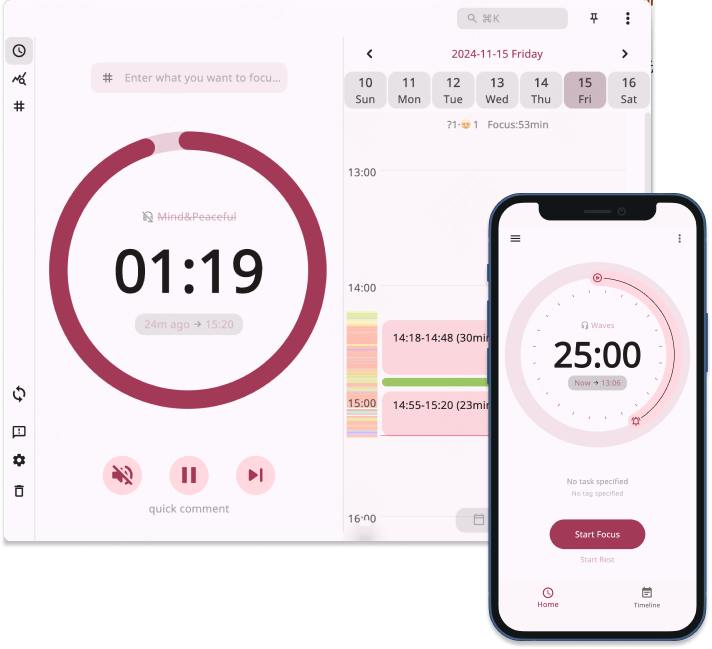 ⌘K
2024-11-15 Friday
10 11 12 13 14 15 16
Sun Mon Tue Wed Thu Fri Sat
?1·😍 1 Focus:53min
# Enter what you want to focu...
Mind&Peaceful
01:19
24m ago → 15:20
quick comment
13:00
14:00
14:18-14:48 (30min
15:00
14:55-15:20 (23min
16:00
Waves
25:00
Now → 13:06
No task specified
No tag specified
Start Focus
Start Rest
Home Timeline